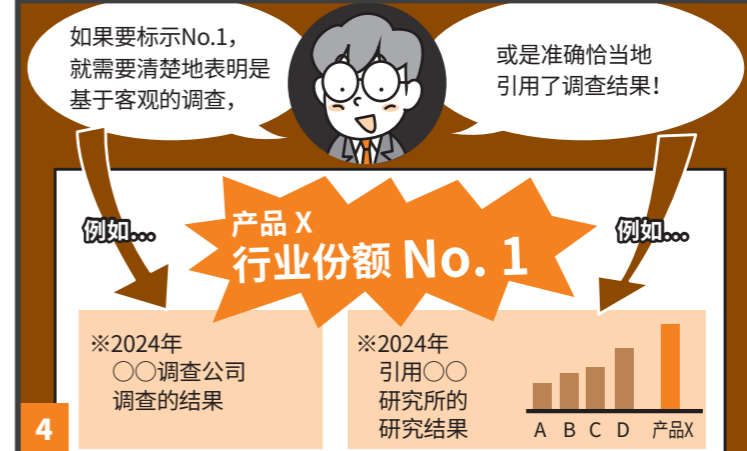 如果要标示No.1，
就需要清楚地表明是
基于客观的调查，
或是准确恰当地
引用了调查结果！
例如...
产品 X
行业份额 No. 1
例如...
※2024年
○○调查公司
调查的结果
※2024年
引用○○
研究所的
研究结果
A B C D 产品X
4